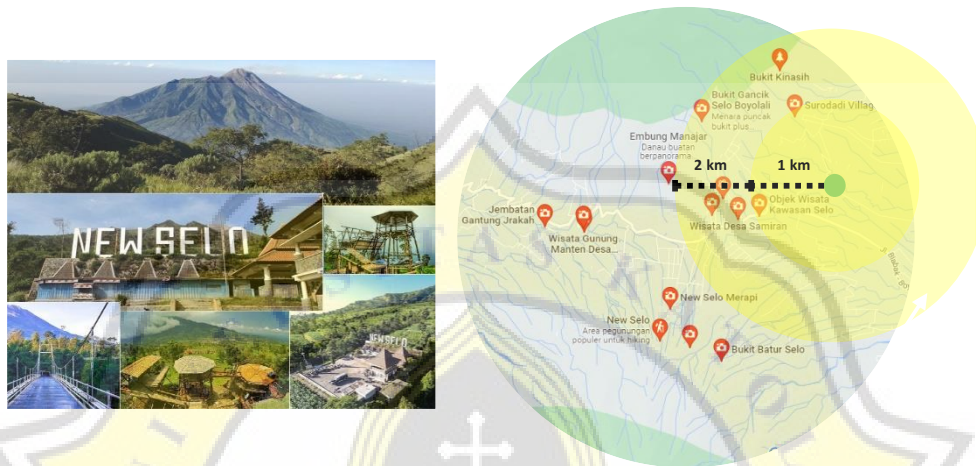 NEW SELO
NEW SELO
Bukit Kinasih
Bukit Gancik
Selo Boyolali
Menara puncak
bukit plus...
Surodadi Villag
Embung Manajar
Danau buatan
berpanorama...
2 km
1 km
Objek Wisata
Kawasan Selo
Wisata Desa Samiran
Jembatan
Gantung Jrakah
Wisata Gunung
Manten Desa...
New Selo Merapi
New Selo
Area pegunungan
populer untuk hiking
Bukit Batur Selo